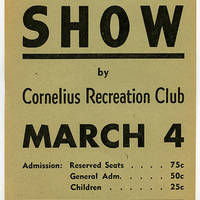 SHOW
by
Cornelius Recreation Club
MARCH 4
Admission: Reserved Seats . . . . . 75c
General Adm. . . . . 50c
Children . . . . . 25c